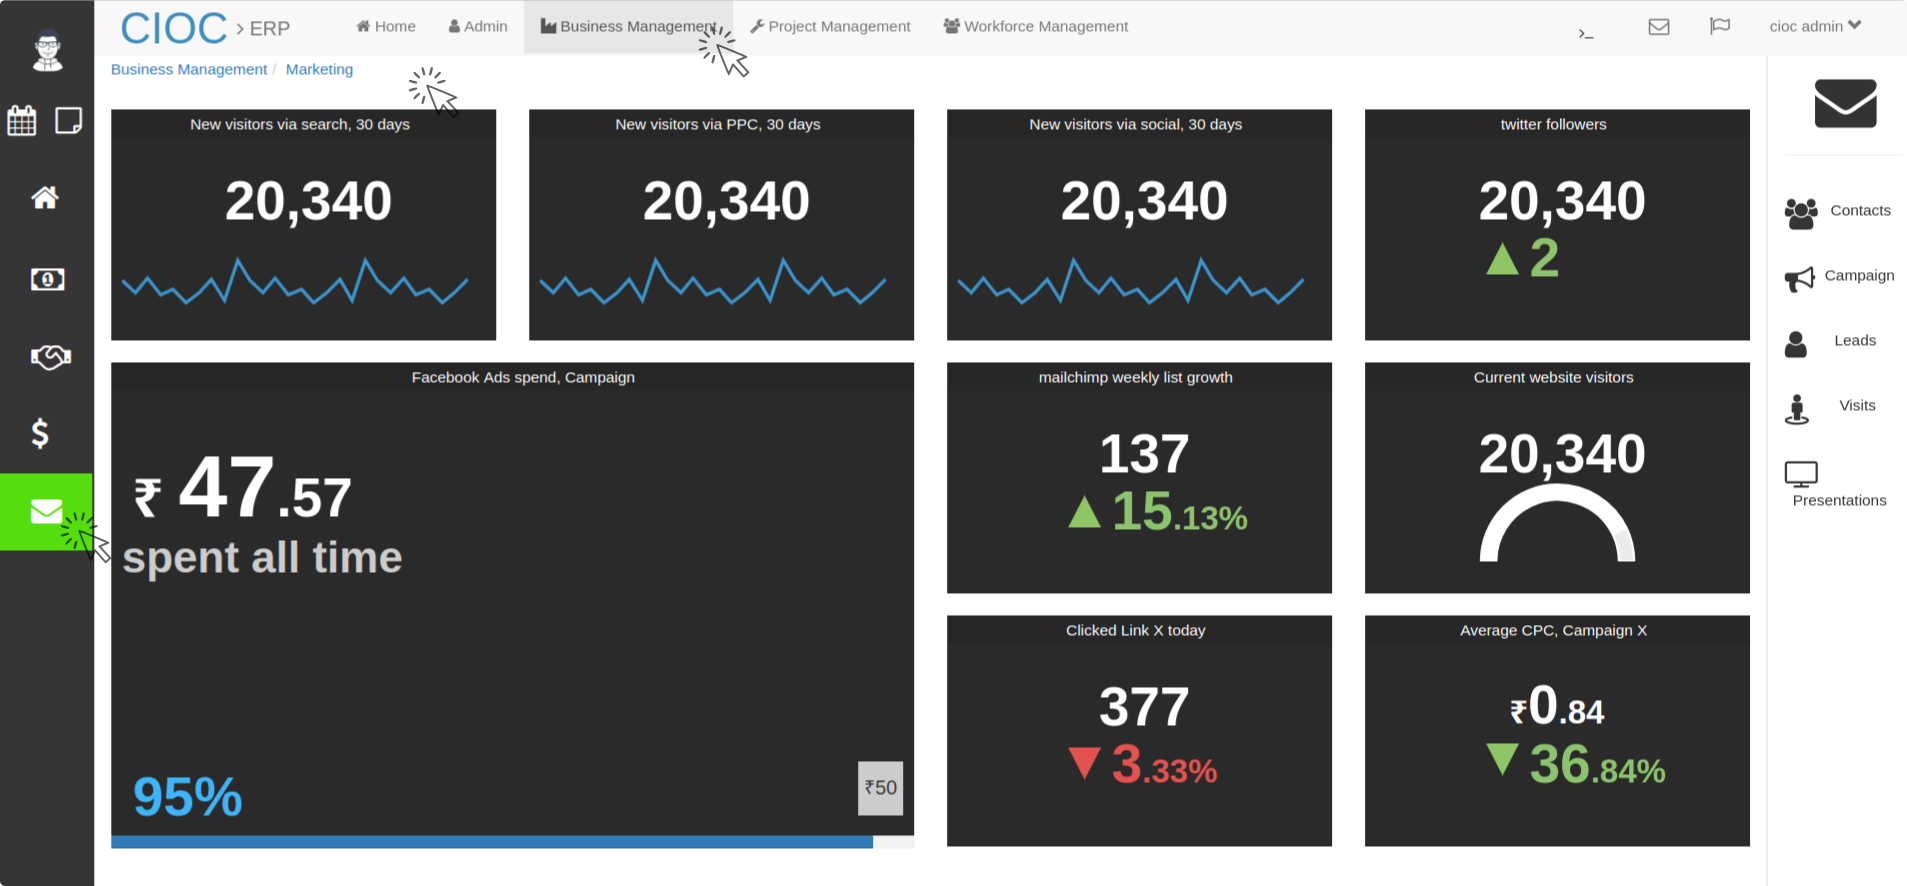 CIOC > ERP
Home
Admin
Business Management
Project Management
Workforce Management
>_
cioc admin
Business Management / Marketing
New visitors via search, 30 days
20,340
New visitors via PPC, 30 days
20,340
New visitors via social, 30 days
20,340
twitter followers
20,340
▲ 2
Facebook Ads spend, Campaign
₹ 47.57
spent all time
95%
₹50
mailchimp weekly list growth
137
▲ 15.13%
Current website visitors
20,340
Clicked Link X today
377
▼ 3.33%
Average CPC, Campaign X
₹0.84
▼ 36.84%
Contacts
Campaign
Leads
Visits
Presentations